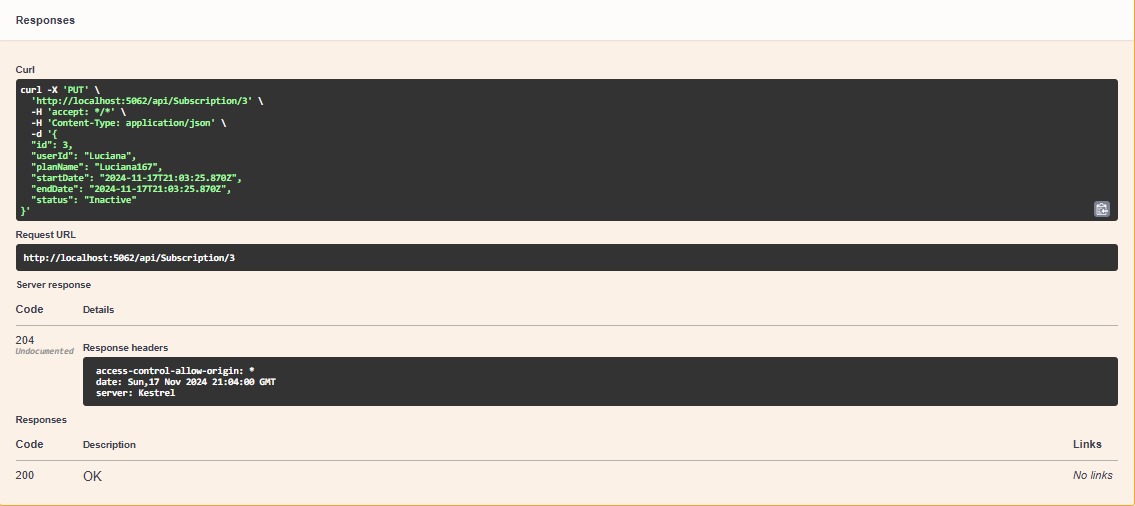 Responses
Curl
curl -X 'PUT' \
  'http://localhost:5062/api/Subscription/3' \
  -H 'accept: */*' \
  -H 'Content-Type: application/json' \
  -d '{
  "id": 3,
  "userId": "Luciana",
  "planName": "Luciana167",
  "startDate": "2024-11-17T21:03:25.870Z",
  "endDate": "2024-11-17T21:03:25.870Z",
  "status": "Inactive"
}'
Request URL
http://localhost:5062/api/Subscription/3
Server response
Code Details
204
Undocumented
Response headers
access-control-allow-origin: *
date: Sun,17 Nov 2024 21:04:00 GMT
server: Kestrel
Responses
Code Description Links
200 OK No links